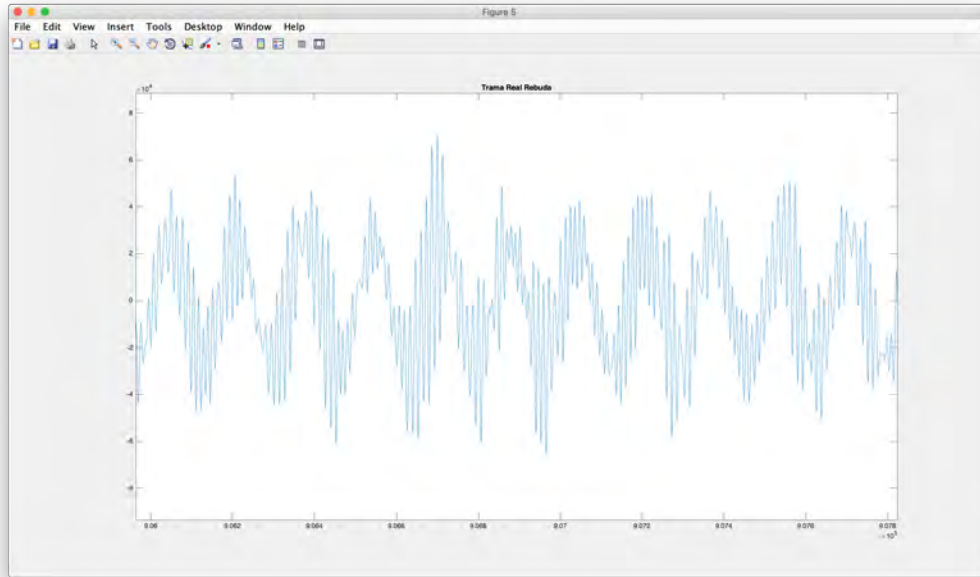 Figure 5
File Edit View Insert Tools Desktop Window Help
Trama Real Rebuda
8
6
4
2
0
-2
-4
-6
-8
9.06 9.062 9.064 9.066 9.068 9.07 9.072 9.074 9.076 9.078